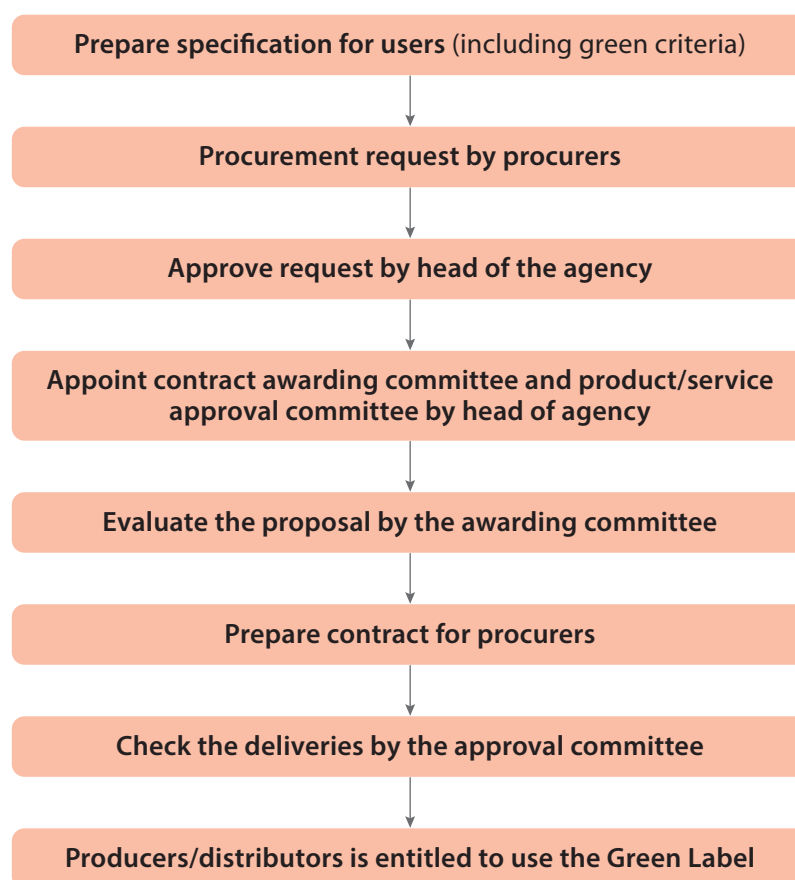 Prepare specification for users (including green criteria)
Procurement request by procurers
Approve request by head of the agency
Appoint contract awarding committee and product/service
approval committee by head of agency
Evaluate the proposal by the awarding committee
Prepare contract for procurers
Check the deliveries by the approval committee
Producers/distributors is entitled to use the Green Label